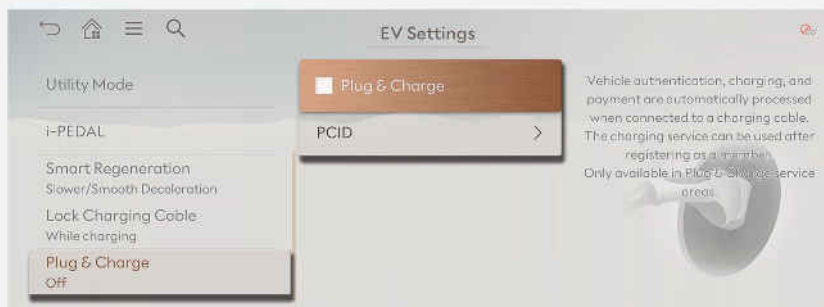 EV Settings
Utility Mode
i-PEDAL
Smart Regeneration
Slower/Smooth Deceleration
Lock Charging Cable
While charging
Plug & Charge
Off
Plug & Charge
PCID
Vehicle authentication, charging, and
payment are automatically processed
when connected to a charging cable.
The charging service can be used after
registering as a member.
Only available in Plug & Charge service
areas.